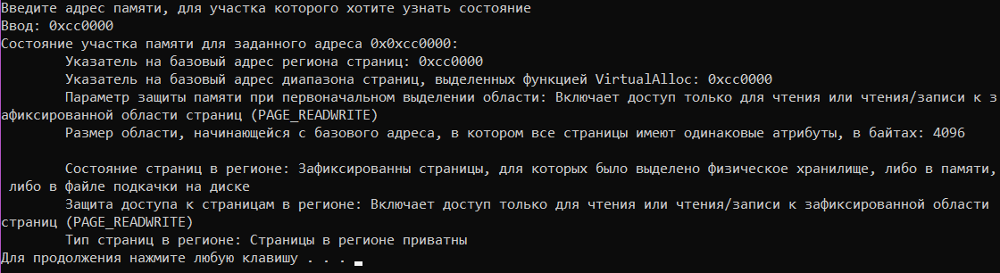 Введите адрес памяти, для участка которого хотите узнать состояние
Ввод: 0xcc0000
Состояние участка памяти для заданного адреса 0x0xcc0000:
Указатель на базовый адрес региона страниц: 0xcc0000
Указатель на базовый адрес диапазона страниц, выделенных функцией VirtualAlloc: 0xcc0000
Параметр защиты памяти при первоначальном выделении области: Включает доступ только для чтения или чтения/записи к з
афиксированной области страниц (PAGE_READWRITE)
Размер области, начинающейся с базового адреса, в котором все страницы имеют одинаковые атрибуты, в байтах: 4096
Состояние страниц в регионе: Зафиксированны страницы, для которых было выделено физическое хранилище, либо в памяти,
либо в файле подкачки на диске
Защита доступа к страницам в регионе: Включает доступ только для чтения или чтения/записи к зафиксированной области
страниц (PAGE_READWRITE)
Тип страниц в регионе: Страницы в регионе приватны
Для продолжения нажмите любую клавишу . . .